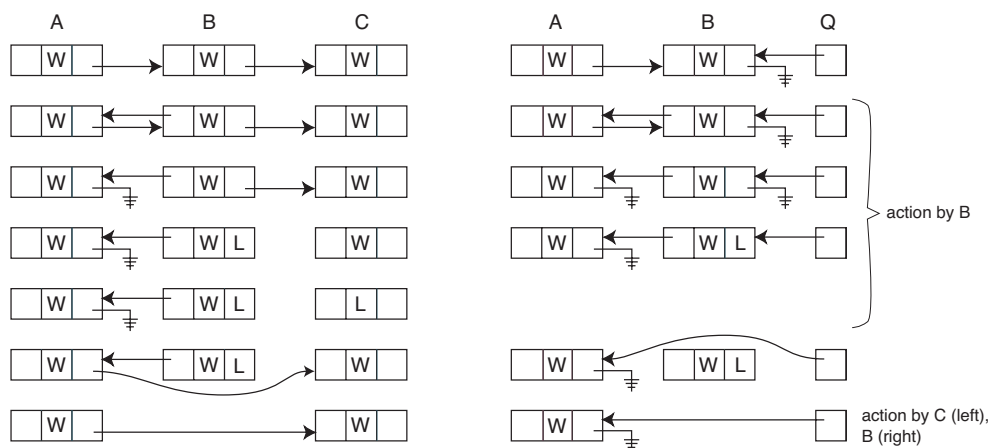 A B C A B Q
W W W W W
W W W W W
W W W W W action by B
W W L W W W L
W W L L
W W L W W W L
W W W action by C (left),
B (right)